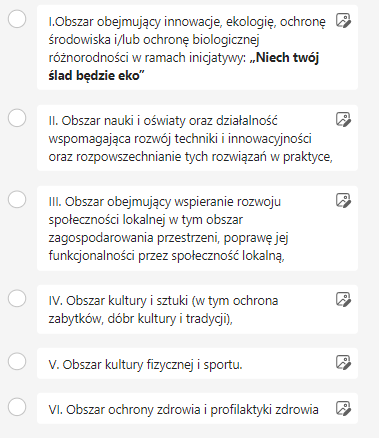 I.Obszar obejmujący innowacje, ekologię, ochronę
środowiska i/lub ochronę biologicznej
różnorodności w ramach inicjatywy: „Niech twój
ślad będzie eko”
II. Obszar nauki i oświaty oraz działalność
wspomagająca rozwój techniki i innowacyjności
oraz rozpowszechnianie tych rozwiązań w praktyce,
III. Obszar obejmujący wspieranie rozwoju
społeczności lokalnej w tym obszar
zagospodarowania przestrzeni, poprawę jej
funkcjonalności przez społeczność lokalną,
IV. Obszar kultury i sztuki (w tym ochrona
zabytków, dóbr kultury i tradycji),
V. Obszar kultury fizycznej i sportu.
VI. Obszar ochrony zdrowia i profilaktyki zdrowia